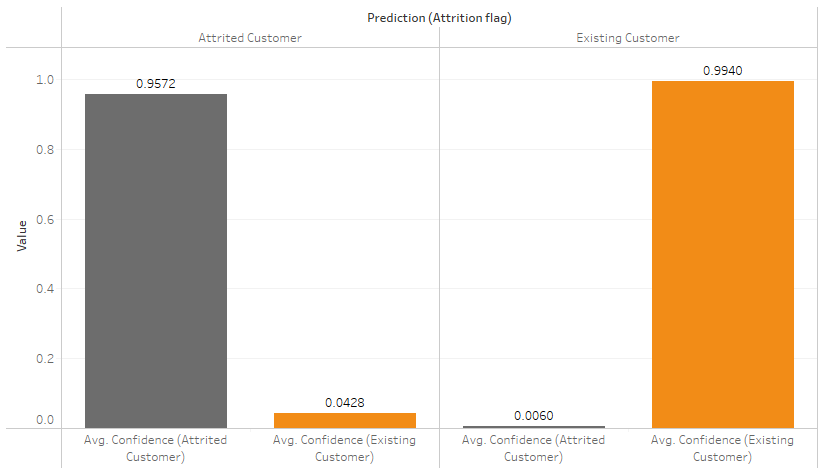 Prediction (Attrition flag)
Attrited Customer
Existing Customer
Value
1.0
0.8
0.6
0.4
0.2
0.0
0.9572
0.0428
0.0060
0.9940
Avg. Confidence (Attrited
Customer)
Avg. Confidence (Existing
Customer)
Avg. Confidence (Attrited
Customer)
Avg. Confidence (Existing
Customer)